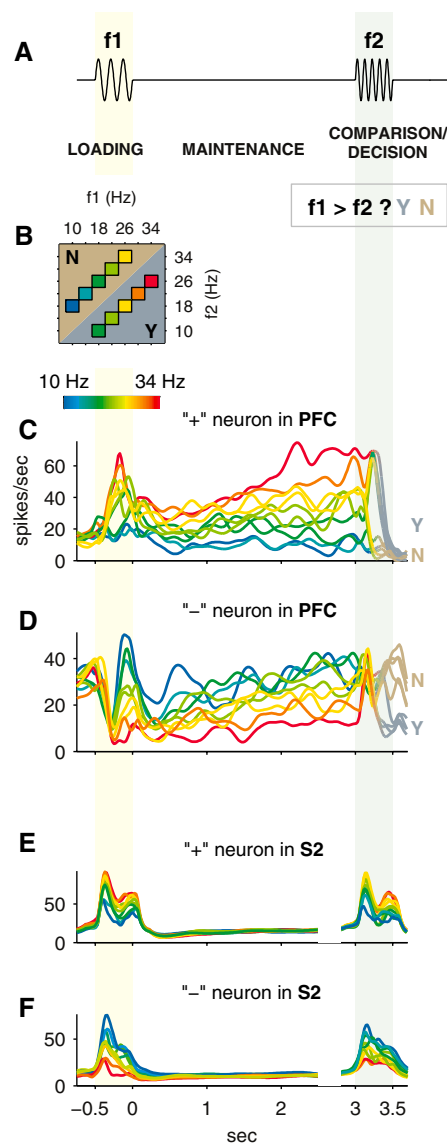 A
f1
f2
LOADING
MAINTENANCE
COMPARISON/
DECISION
f1 (Hz)
f1 > f2 ? Y N
10 18 26 34
B
N
Y
34
26
18
10
f2 (Hz)
10 Hz
34 Hz
C
"+" neuron in PFC
spikes/sec
60
40
20
0
Y
N
D
"−" neuron in PFC
40
20
0
N
Y
E
"+" neuron in S2
50
0
F
"−" neuron in S2
50
0
−0.5 0 1 2 3 3.5
sec